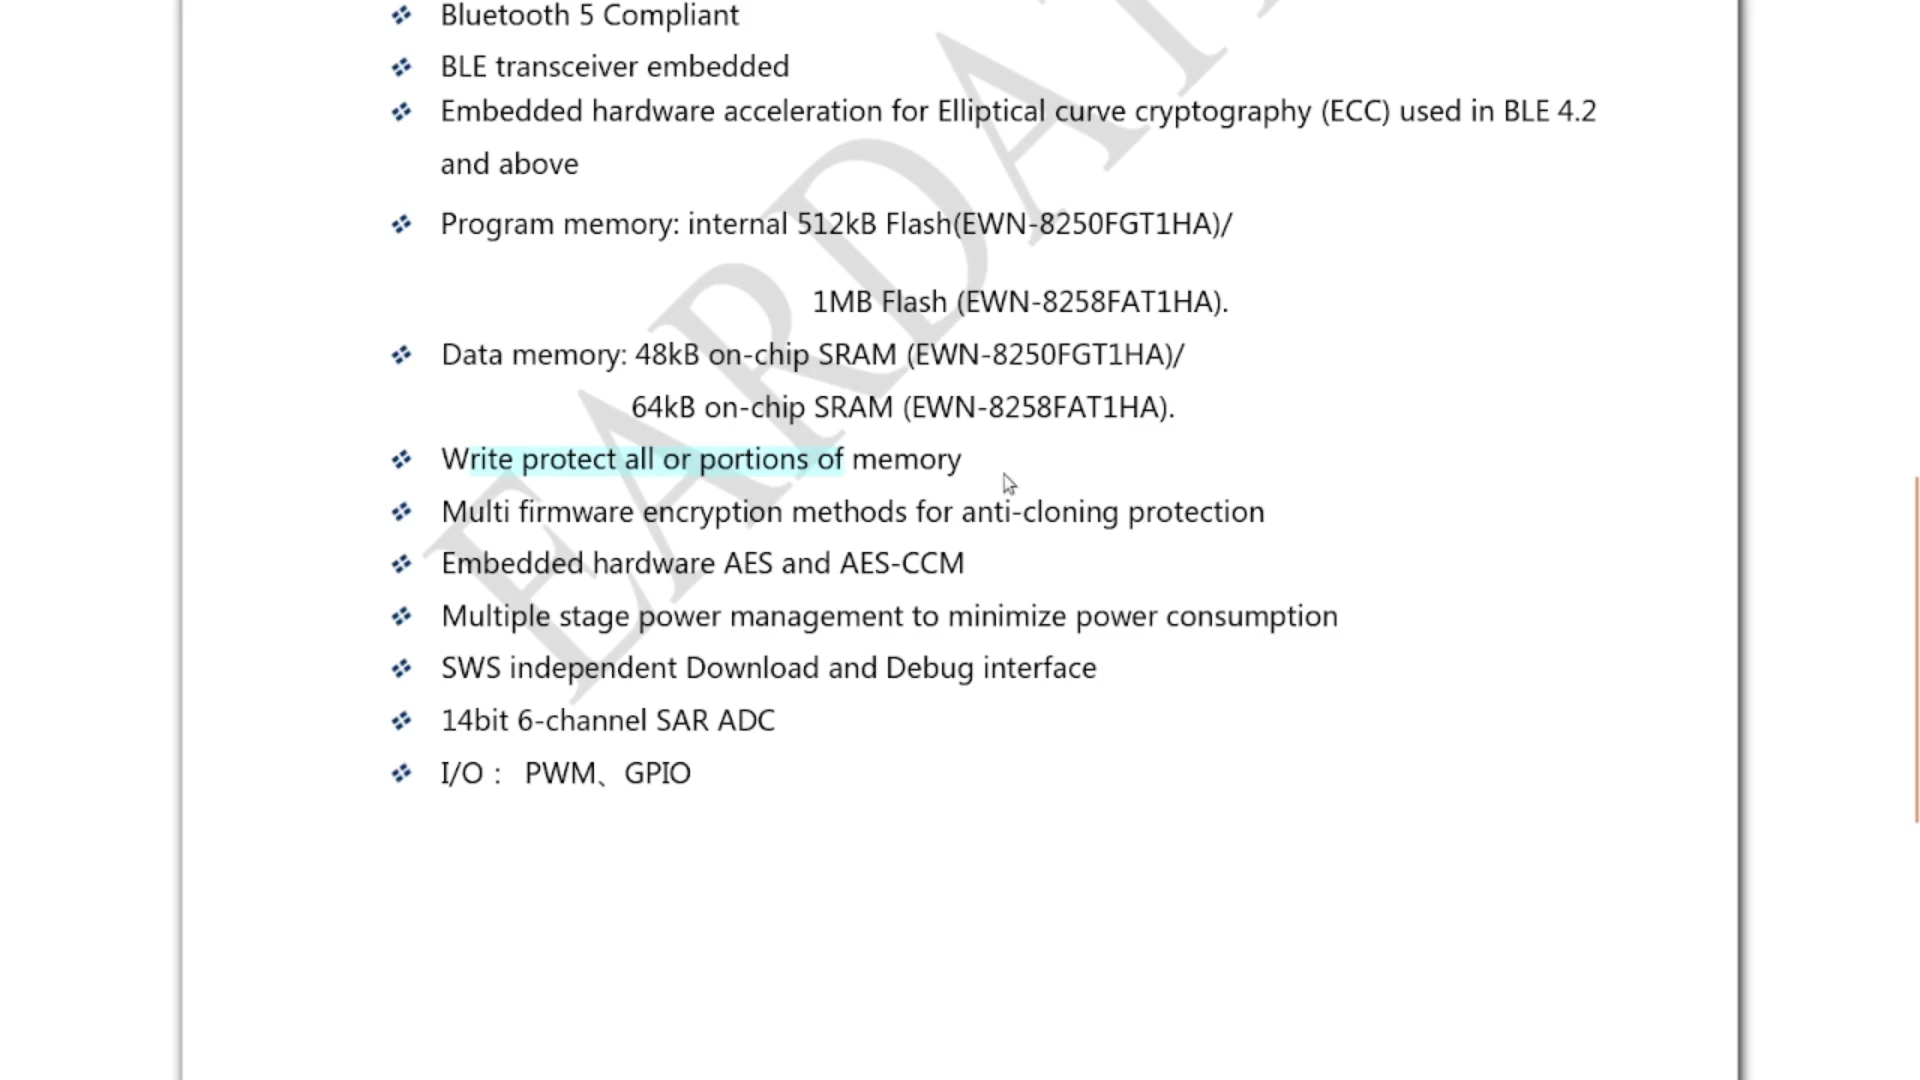 Bluetooth 5 Compliant
BLE transceiver embedded
Embedded hardware acceleration for Elliptical curve cryptography (ECC) used in BLE 4.2
and above
Program memory: internal 512kB Flash(EWN-8250FGT1HA)/
1MB Flash (EWN-8258FAT1HA).
Data memory: 48kB on-chip SRAM (EWN-8250FGT1HA)/
64kB on-chip SRAM (EWN-8258FAT1HA).
Write protect all or portions of memory
Multi firmware encryption methods for anti-cloning protection
Embedded hardware AES and AES-CCM
Multiple stage power management to minimize power consumption
SWS independent Download and Debug interface
14bit 6-channel SAR ADC
I/O： PWM、GPIO
EARDAT